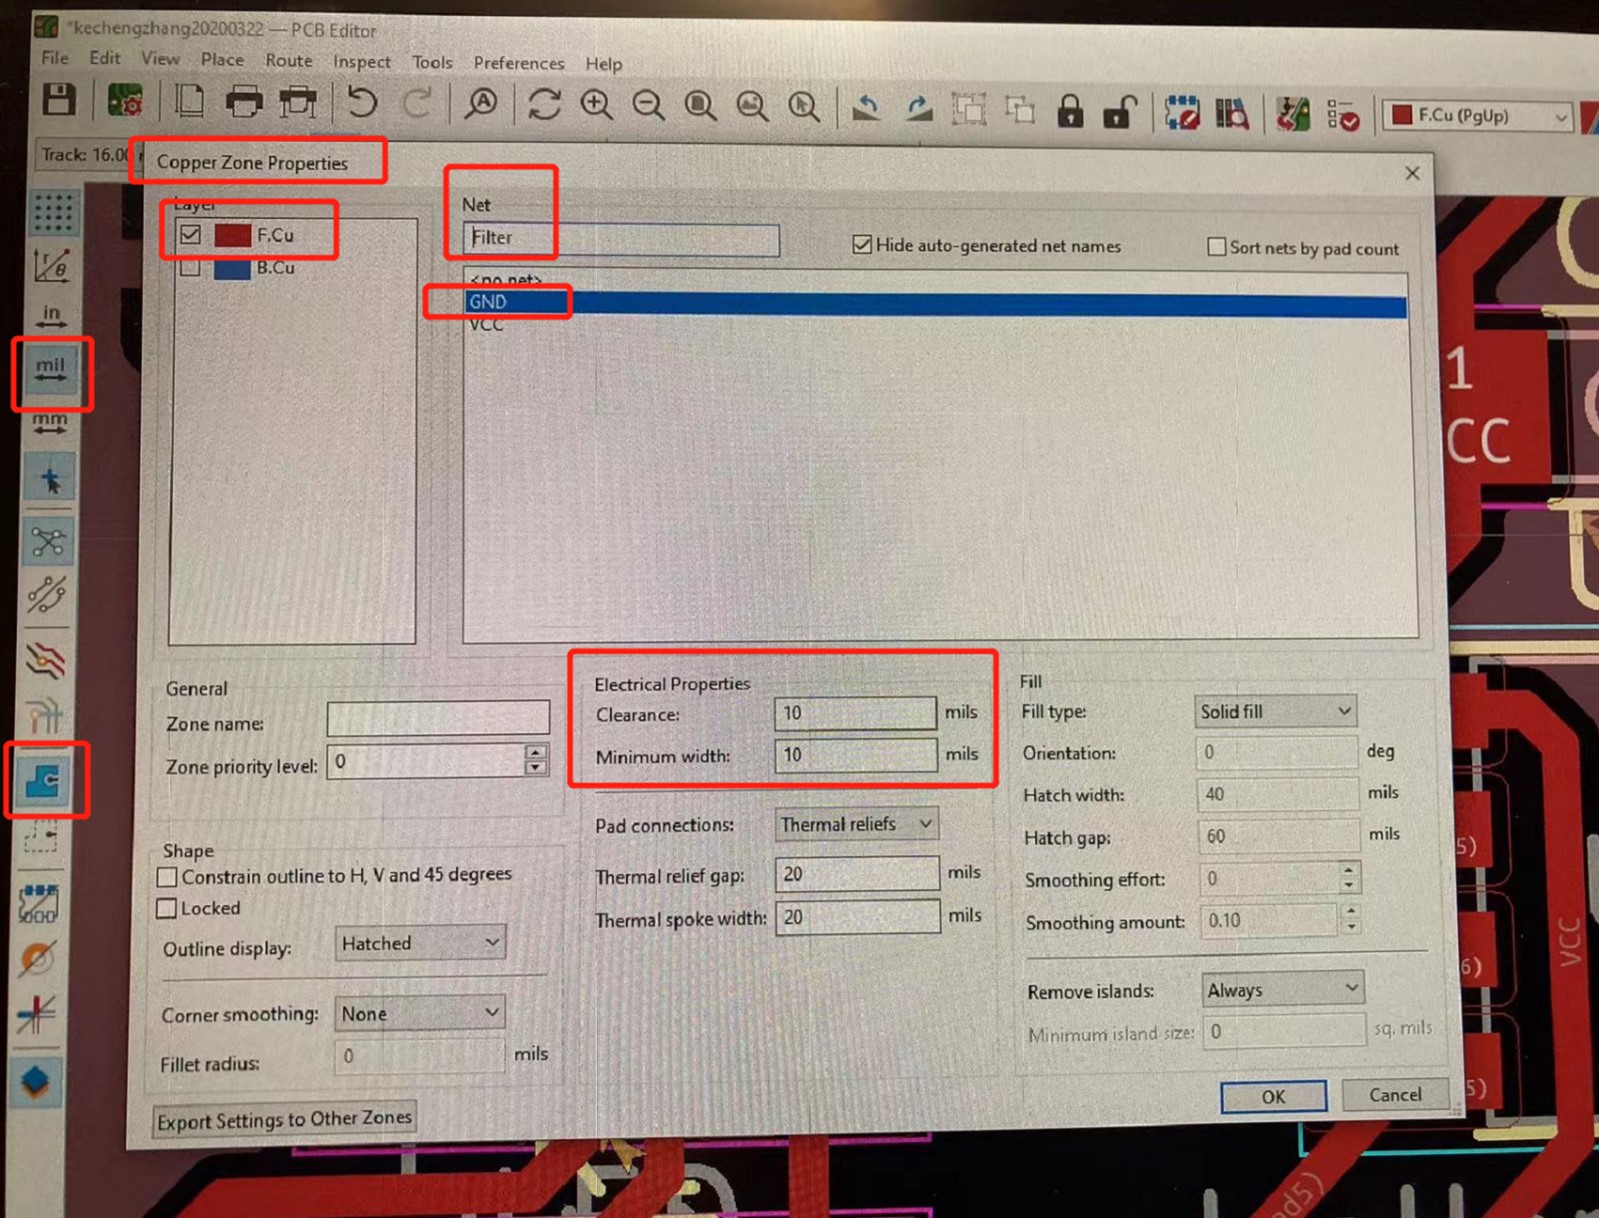 *kechengzhang20200322 — PCB Editor
File Edit View Place Route Inspect Tools Preferences Help
F.Cu (PgUp)
Track: 16.00
Copper Zone Properties
Layer
F.Cu
B.Cu
Net
Filter
Hide auto-generated net names
Sort nets by pad count
<no net>
GND
VCC
in
mil
mm
1
CC
General
Zone name:
Zone priority level: 0
Electrical Properties
Clearance: 10 mils
Minimum width: 10 mils
Pad connections: Thermal reliefs
Thermal relief gap: 20 mils
Thermal spoke width: 20 mils
Fill
Fill type: Solid fill
Orientation: 0 deg
Hatch width: 40 mils
Hatch gap: 60 mils
Smoothing effort: 0
Smoothing amount: 0.10
Remove islands: Always
Minimum island size: 0 sq. mils
Shape
Constrain outline to H, V and 45 degrees
Locked
Outline display: Hatched
Corner smoothing: None
Fillet radius: 0 mils
Export Settings to Other Zones
OK
Cancel
5)
6)
5)
VCC
ad5)